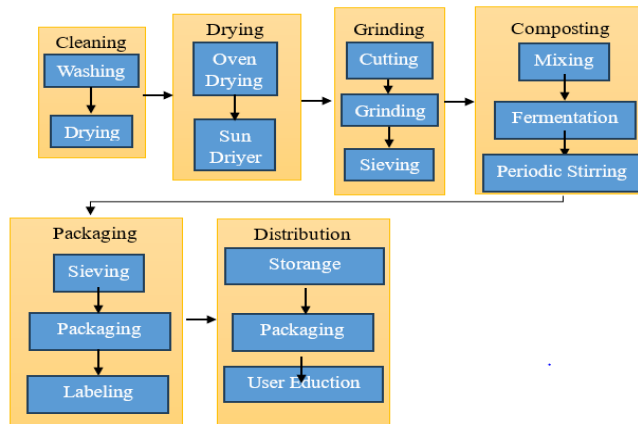 Cleaning
Washing
Drying
Drying
Oven
Drying
Sun
Driyer
Grinding
Cutting
Grinding
Sieving
Composting
Mixing
Fermentation
Periodic Stirring
Packaging
Sieving
Packaging
Labeling
Distribution
Storange
Packaging
User Eduction